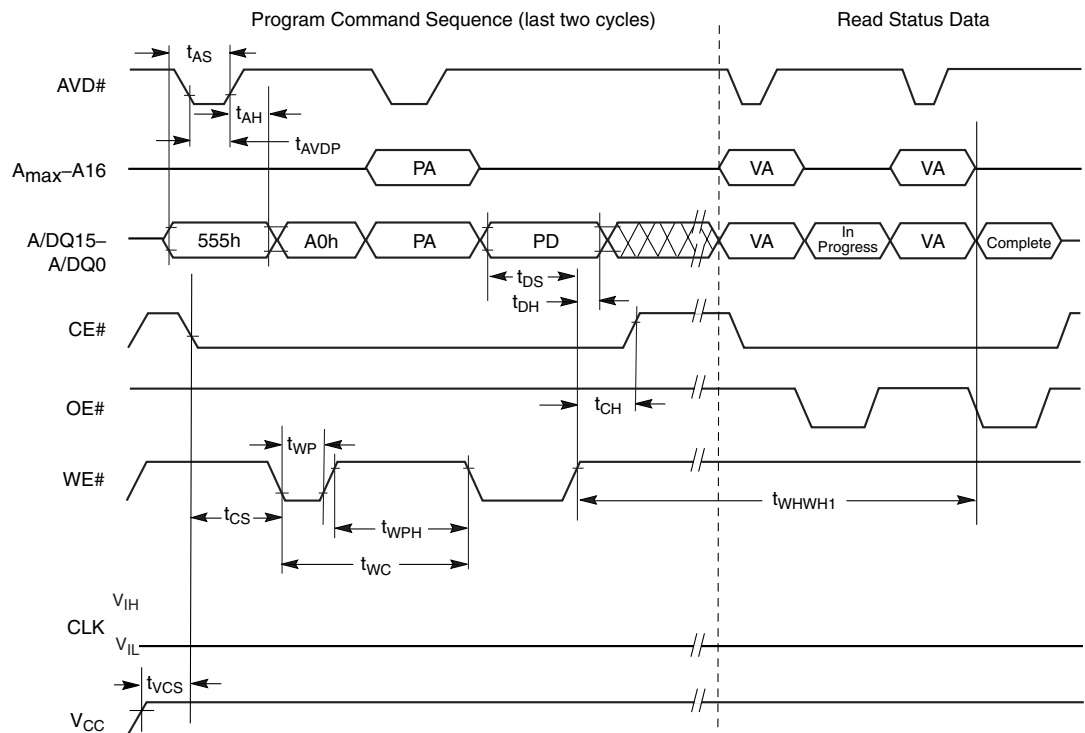 Program Command Sequence (last two cycles) Read Status Data
tAS
AVD#
tAH
tAVDP
Amax–A16 PA VA VA
A/DQ15–
A/DQ0
555h A0h PA PD VA In
Progress VA Complete
tDS
tDH
CE#
OE#
tCH
tWP
WE#
tCS tWPH tWHWH1
tWC
VIH
CLK
VIL
tVCS
VCC